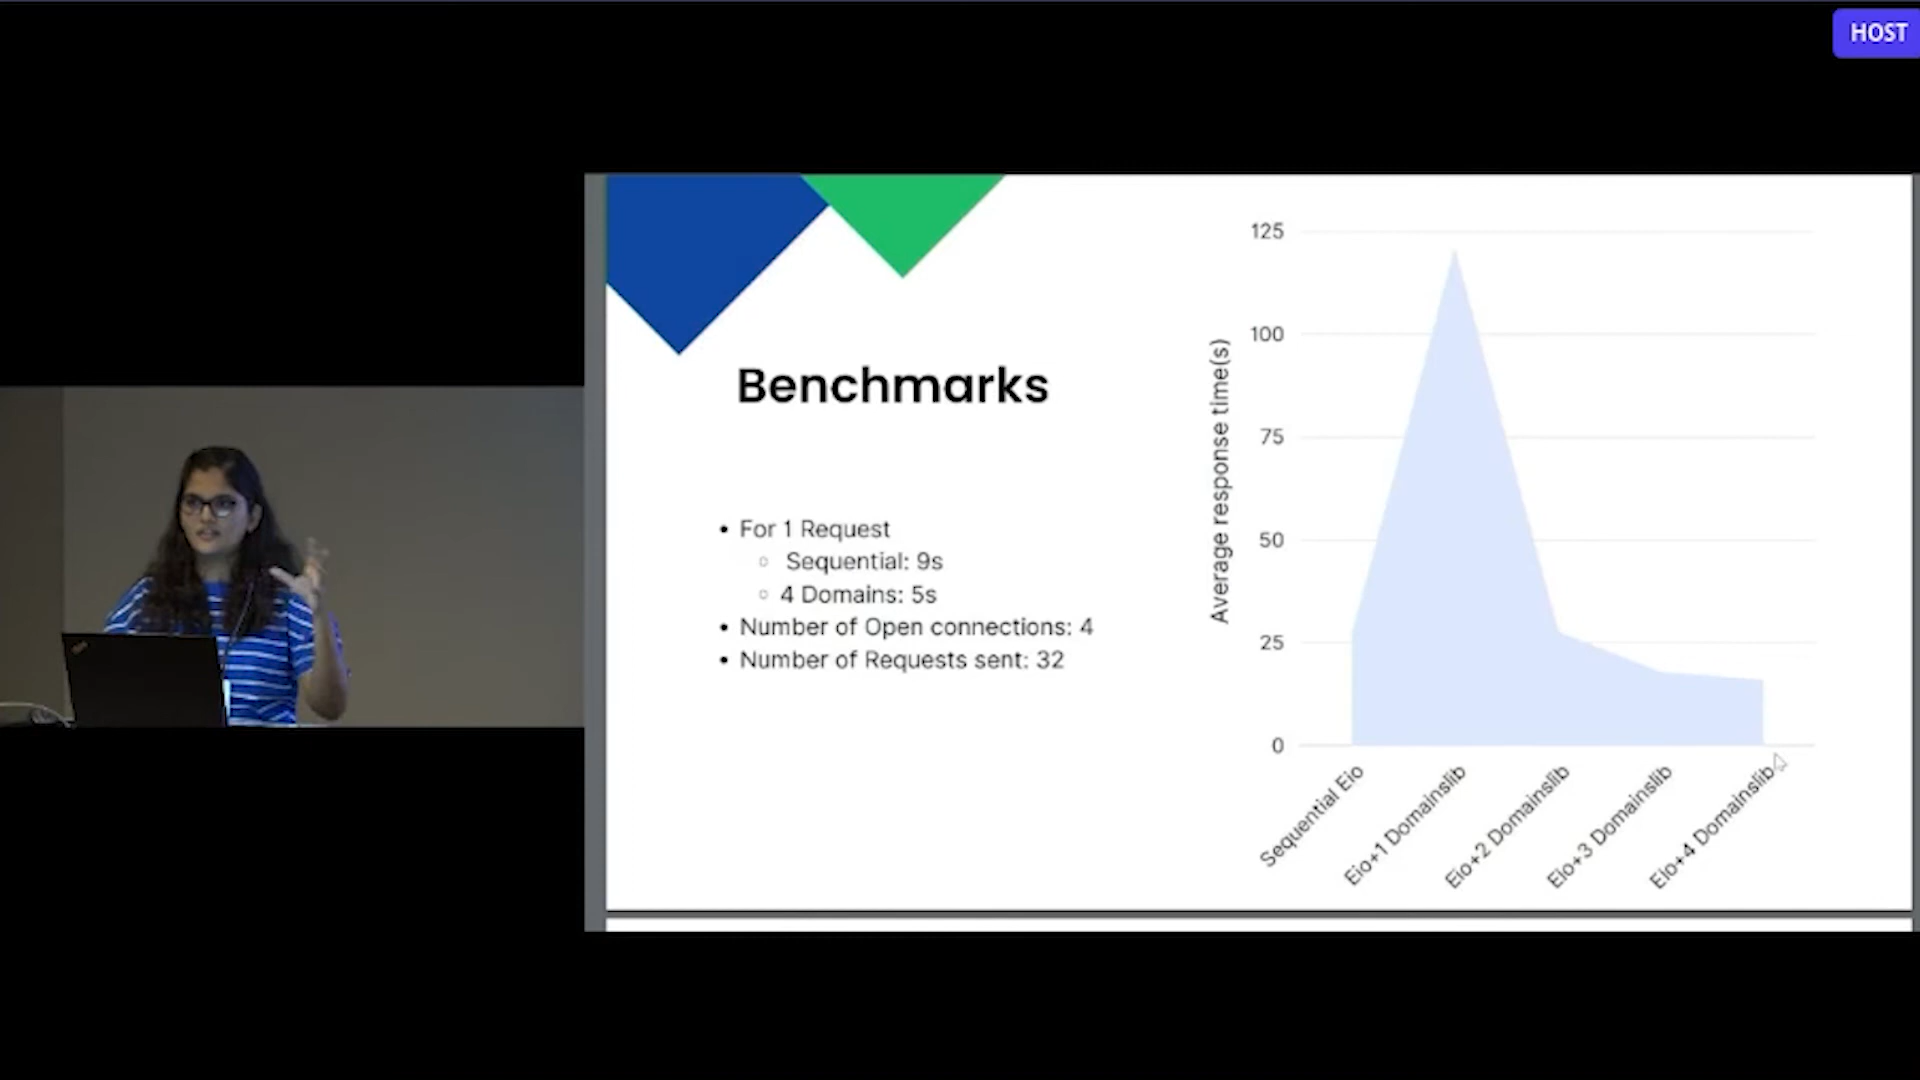 HOST
Benchmarks
• For 1 Request
◦ Sequential: 9s
◦ 4 Domains: 5s
• Number of Open connections: 4
• Number of Requests sent: 32
Average response time(s)
125
100
75
50
25
0
Sequential Eio
Eio+1 Domainslib
Eio+2 Domainslib
Eio+3 Domainslib
Eio+4 Domainslib